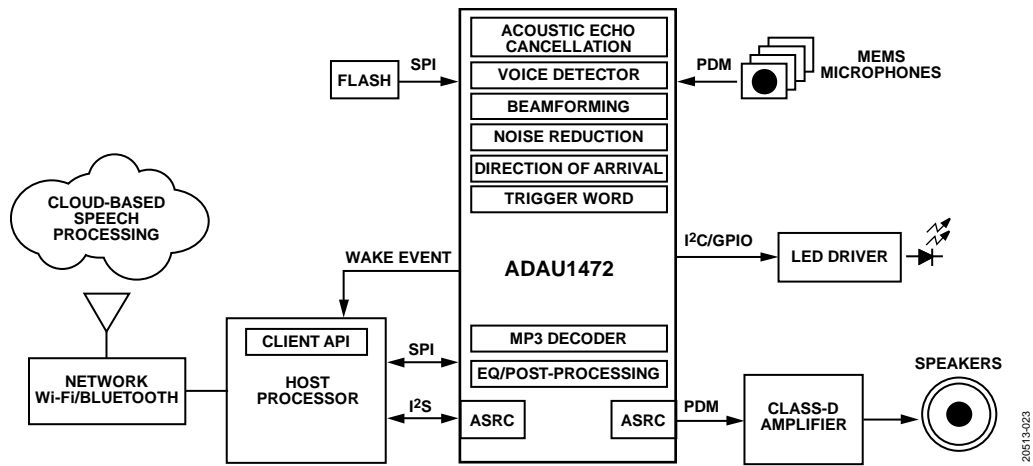 ACOUSTIC ECHO
CANCELLATION
VOICE DETECTOR
BEAMFORMING
NOISE REDUCTION
DIRECTION OF ARRIVAL
TRIGGER WORD
ADAU1472
MP3 DECODER
EQ/POST-PROCESSING
ASRC
ASRC
FLASH
SPI
PDM
MEMS
MICROPHONES
CLOUD-BASED
SPEECH
PROCESSING
WAKE EVENT
I²C/GPIO
LED DRIVER
CLIENT API
HOST
PROCESSOR
SPI
I²S
NETWORK
Wi-Fi/BLUETOOTH
PDM
CLASS-D
AMPLIFIER
SPEAKERS
20513-023